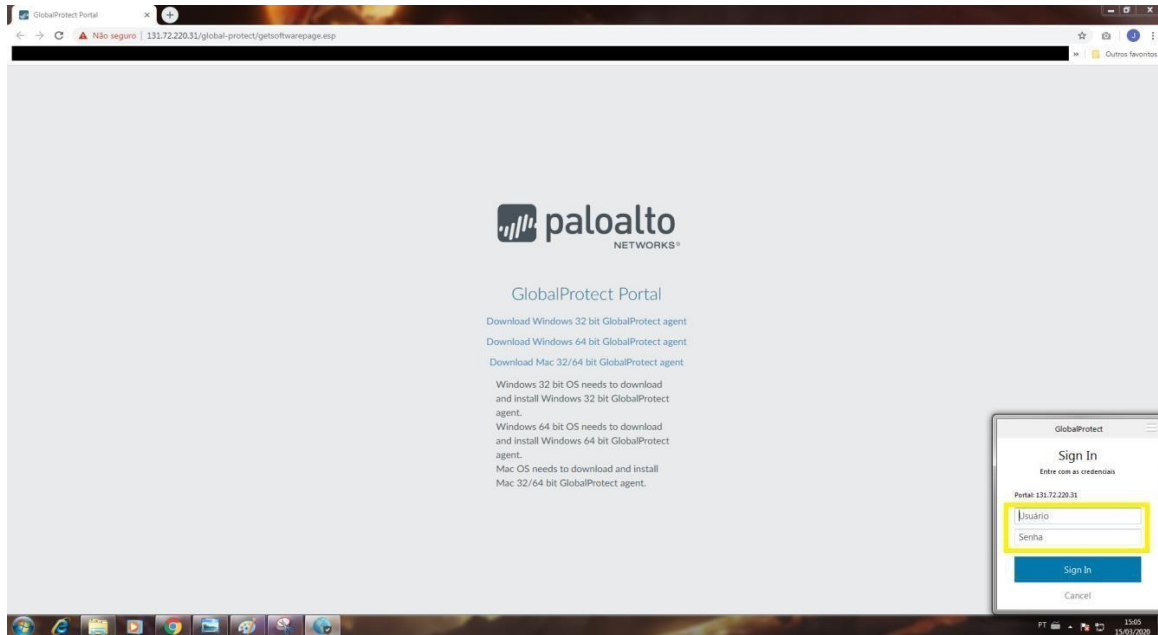 GlobalProtect Portal
Não seguro | 131.72.220.31/global-protect/getsoftwarepage.esp
J
» Outros favoritos
paloalto
NETWORKS®
GlobalProtect Portal
Download Windows 32 bit GlobalProtect agent
Download Windows 64 bit GlobalProtect agent
Download Mac 32/64 bit GlobalProtect agent
Windows 32 bit OS needs to download
and install Windows 32 bit GlobalProtect
agent.
Windows 64 bit OS needs to download
and install Windows 64 bit GlobalProtect
agent.
Mac OS needs to download and install
Mac 32/64 bit GlobalProtect agent.
GlobalProtect
Sign In
Entre com as credenciais
Portal: 131.72.220.31
Usuário
Senha
Sign In
Cancel
PT
15:05
15/03/2020